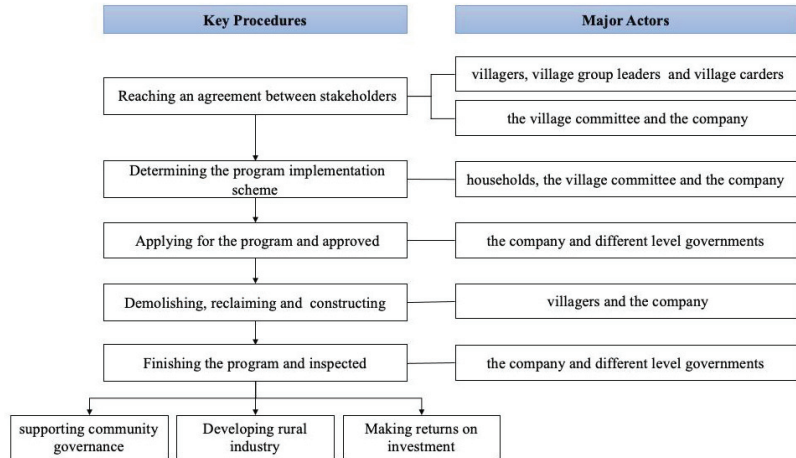 Key Procedures
Major Actors
Reaching an agreement between stakeholders
villagers, village group leaders and village carders
the village committee and the company
Determining the program implementation
scheme
households, the village committee and the company
Applying for the program and approved
the company and different level governments
Demolishing, reclaiming and constructing
villagers and the company
Finishing the program and inspected
the company and different level governments
supporting community
governance
Developing rural
industry
Making returns on
investment